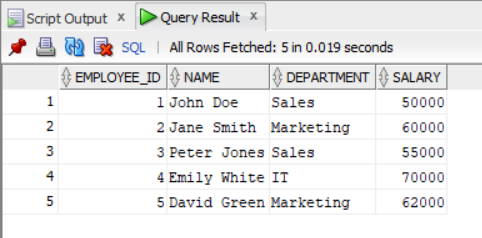 Script Output x Query Result x
SQL | All Rows Fetched: 5 in 0.019 seconds
EMPLOYEE_ID NAME DEPARTMENT SALARY
1 1 John Doe Sales 50000
2 2 Jane Smith Marketing 60000
3 3 Peter Jones Sales 55000
4 4 Emily White IT 70000
5 5 David Green Marketing 62000